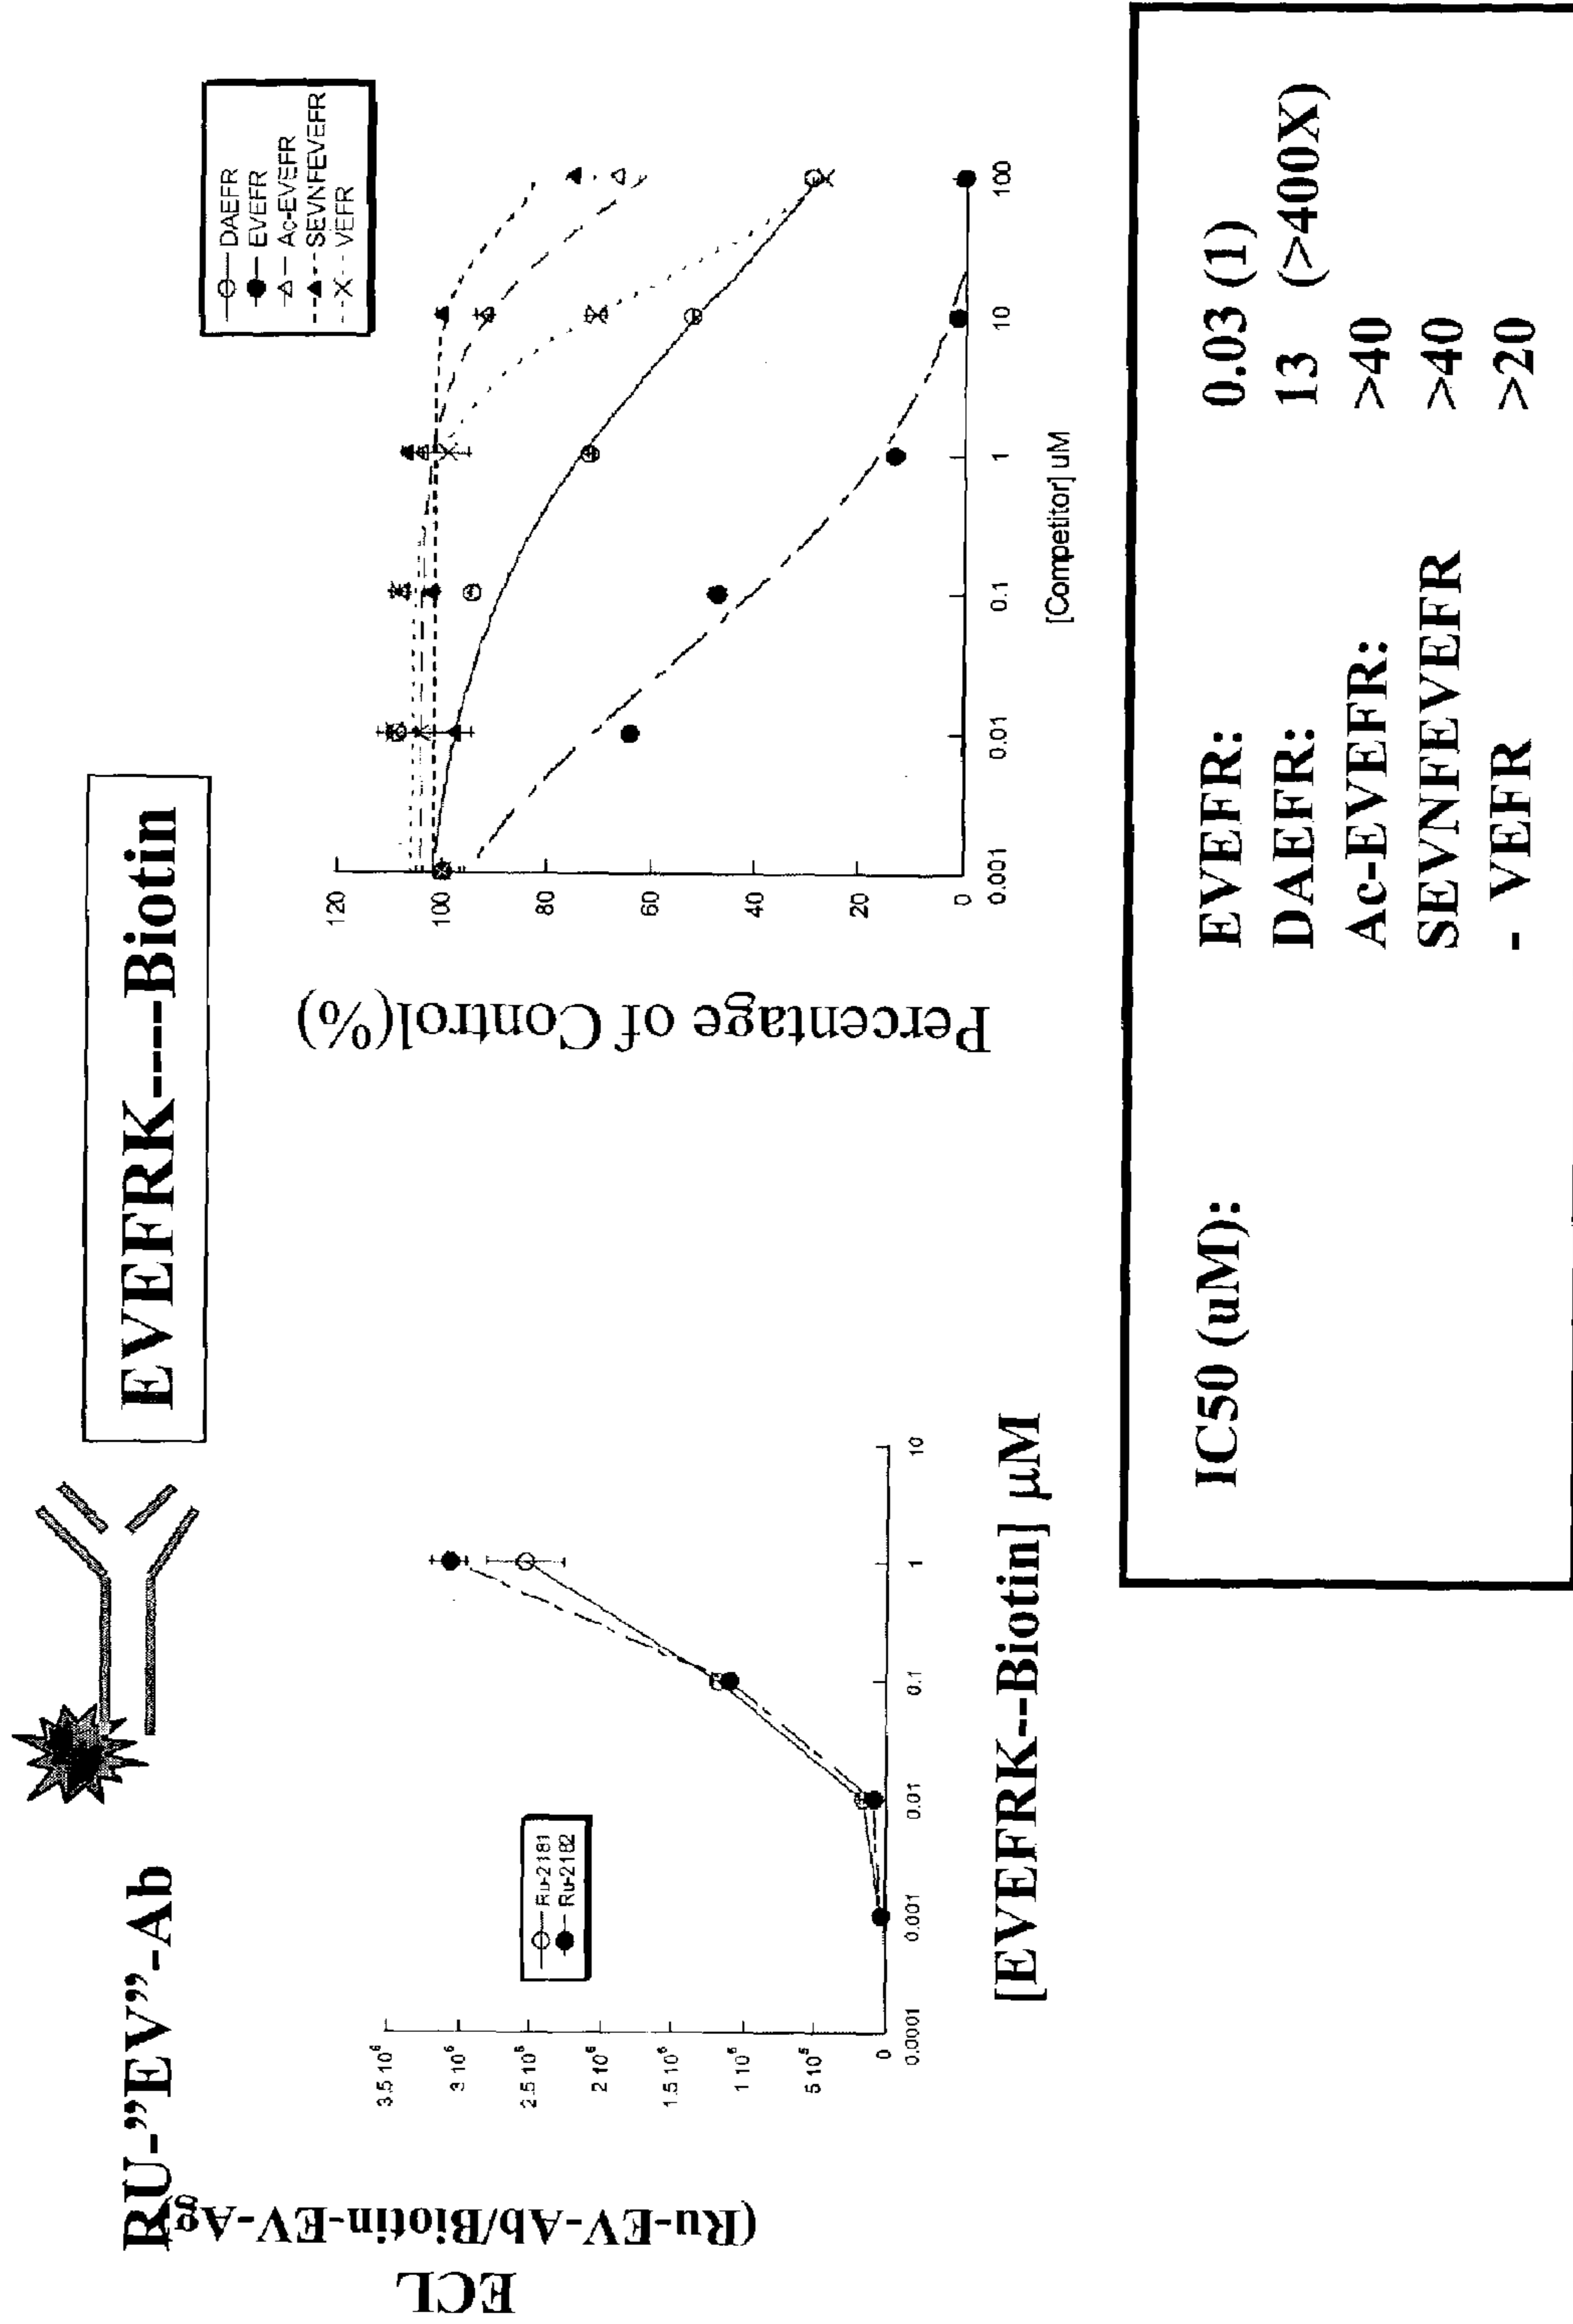 RU-”EV”-Ab
EVEFRK----Biotin
ECL
(Ru-EV-Ab/Biotin-EV-Ag
3.5 10⁶
3 10⁶
2.5 10⁶
2 10⁶
1.5 10⁶
1 10⁶
5 10⁵
0
0.0001
0.001
0.01
0.1
1
10
Ru-2181
Ru-2182
[EVEFRK--Biotin] µM
Percentage of Control(%)
120
100
80
60
40
20
0
0.001
0.01
0.1
1
10
100
[Competitor] uM
DAEFR
EVEFR
Ac-EVEFR
SEVNFEVEFR
VEFR
IC50 (uM):
EVEFR: 0.03 (1)
DAEFR: 13 (>400X)
Ac-EVEFR: >40
SEVNFEVEFR >40
- VEFR >20